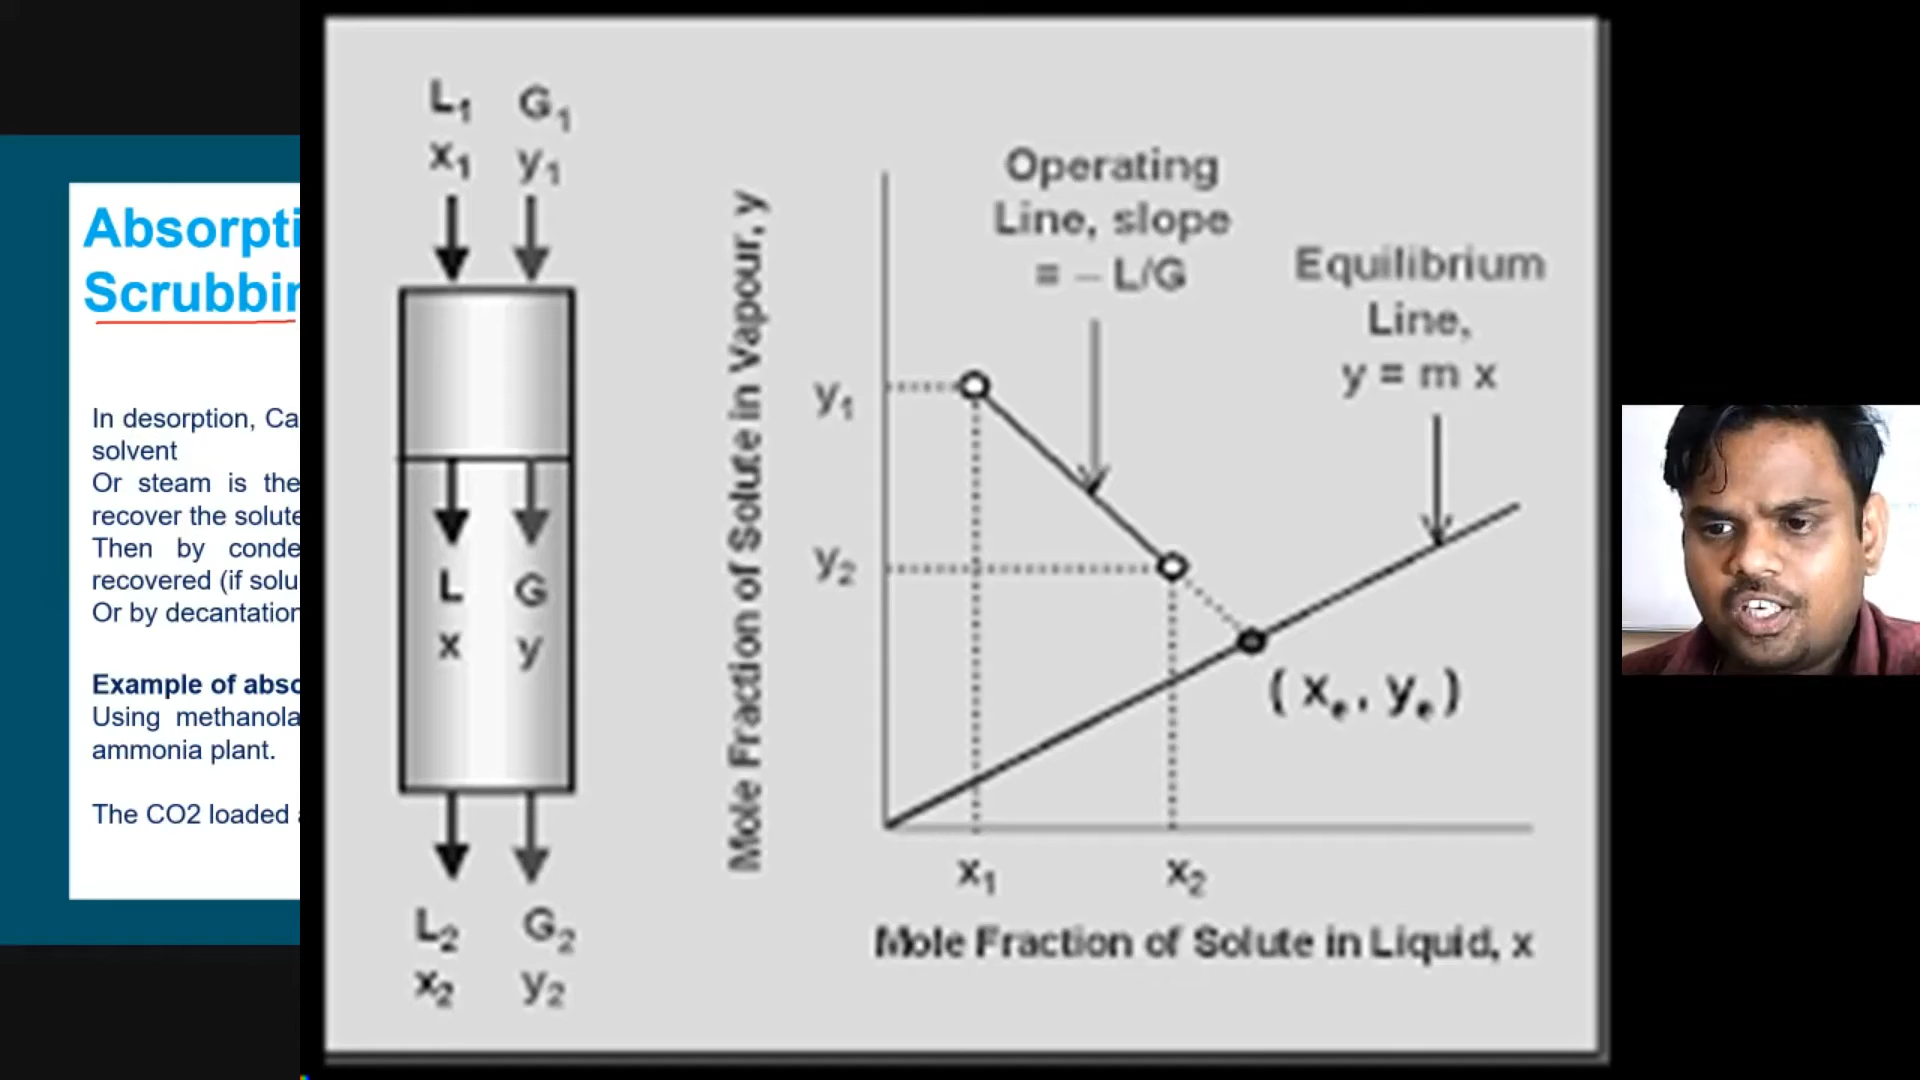 Absorpti
Scrubbin
In desorption, Ca
solvent
Or steam is the
recover the solute
Then by conde
recovered (if solu
Or by decantation
Example of abso
Using methanola
ammonia plant.
The CO2 loaded a
L₁ G₁
x₁ y₁
L G
x y
L₂ G₂
x₂ y₂
Mole Fraction of Solute in Vapour, y
Operating
Line, slope
= – L/G
Equilibrium
Line,
y = m x
y₁
y₂
(xₑ, yₑ)
x₁ x₂
Mole Fraction of Solute in Liquid, x